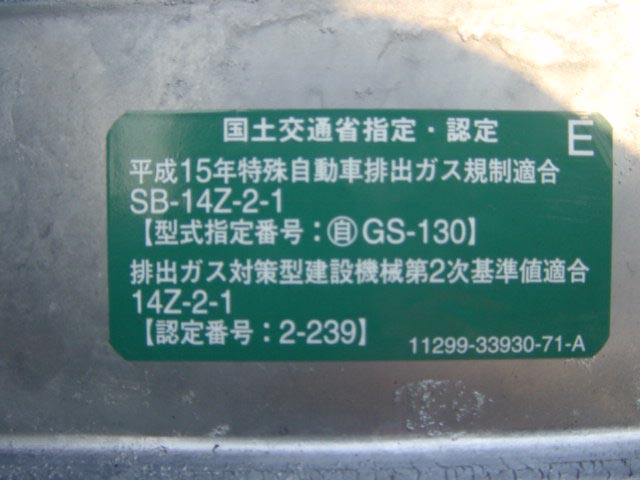 国土交通省指定・認定 E
平成15年特殊自動車排出ガス規制適合
SB-14Z-2-1
【型式指定番号：㊂GS-130】
排出ガス対策型建設機械第2次基準値適合
14Z-2-1
【認定番号：2-239】
11299-33930-71-A